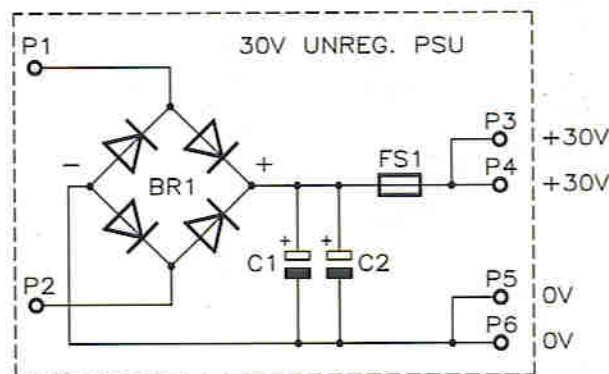 P1
30V UNREG. PSU
P3
+30V
FS1
P4
+30V
-
+
BR1
+
+
C1
C2
P5
0V
P2
P6
0V